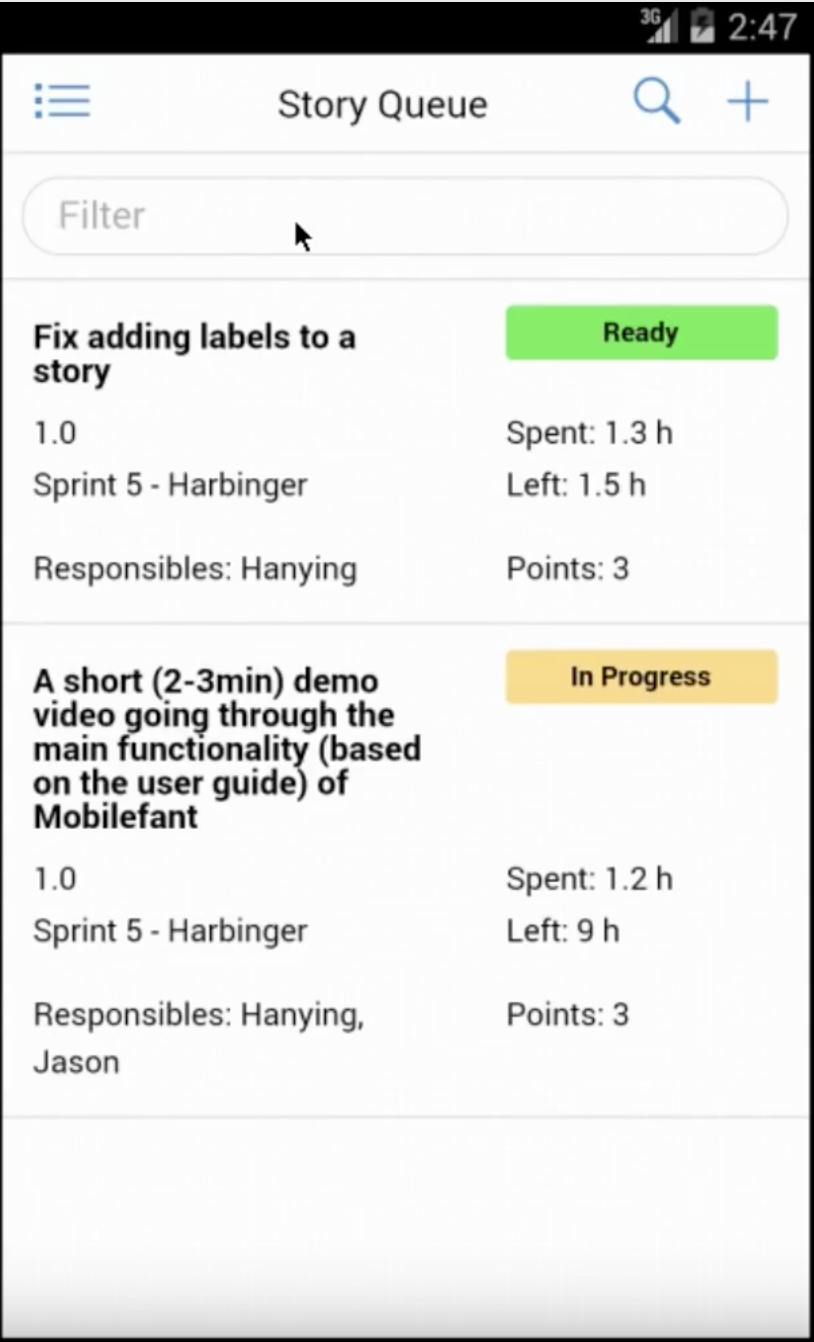 3G 2:47
Story Queue
Filter
Fix adding labels to a
story
Ready
1.0
Spent: 1.3 h
Sprint 5 - Harbinger
Left: 1.5 h
Responsibles: Hanying
Points: 3
A short (2-3min) demo
video going through the
main functionality (based
on the user guide) of
Mobilefant
In Progress
1.0
Spent: 1.2 h
Sprint 5 - Harbinger
Left: 9 h
Responsibles: Hanying,
Jason
Points: 3